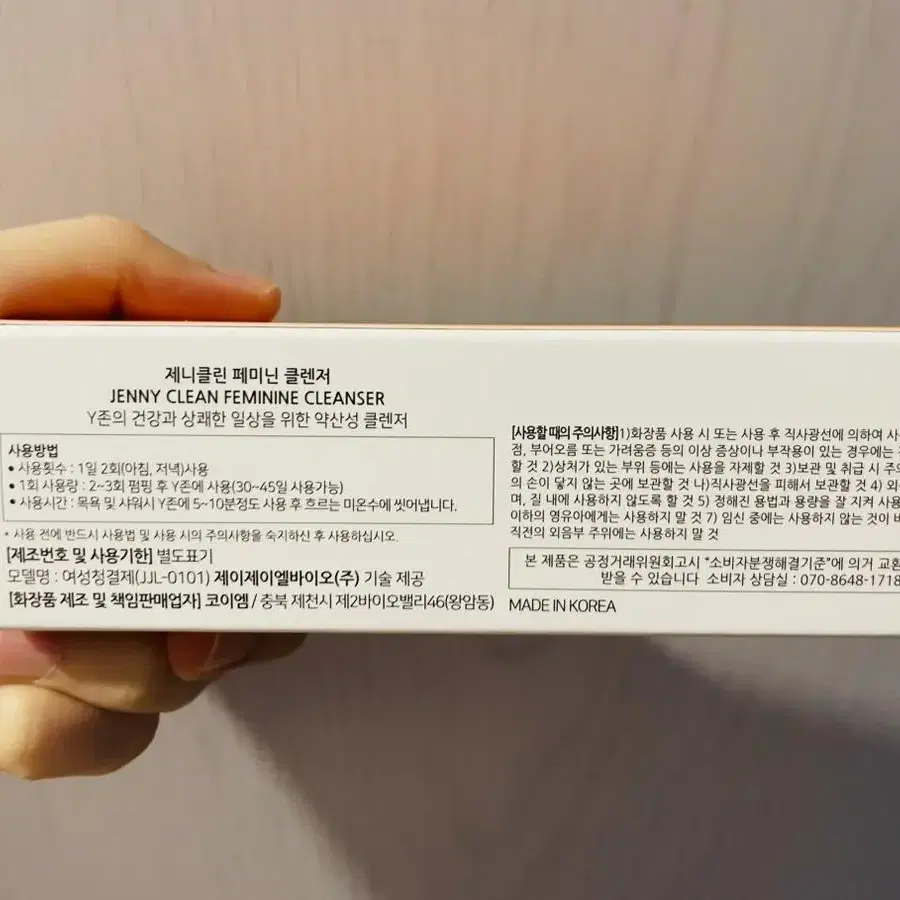 제니클린 페미닌 클렌저
JENNY CLEAN FEMININE CLEANSER
Y존의 건강과 상쾌한 일상을 위한 약산성 클렌저
사용방법
• 사용횟수 : 1일 2회(아침, 저녁)사용
• 1회 사용량 : 2~3회 펌핑 후 Y존에 사용(30~45일 사용가능)
• 사용시간 : 목욕 및 샤워시 Y존에 5~10분정도 사용 후 흐르는 미온수에 씻어냅니다.
* 사용 전에 반드시 사용법 및 사용 시의 주의사항을 숙지하신 후 사용하십시오.
[제조번호 및 사용기한] 별도표기
모델명 : 여성청결제(JJL-0101) 제이제이엘바이오(주) 기술 제공
[화장품 제조 및 책임판매업자] 코이엠 / 충북 제천시 제2바이오밸리46(왕암동)
[사용할 때의 주의사항]1)화장품 사용 시 또는 사용 후 직사광선에 의하여
점, 부어오름 또는 가려움증 등의 이상 증상이나 부작용이 있는 경우에는
할 것 2)상처가 있는 부위 등에는 사용을 자제할 것 3)보관 및 취급 시
의 손이 닿지 않는 곳에 보관할 것 나)직사광선을 피해서 보관할 것 4)
며, 질 내에 사용하지 않도록 할 것 5) 정해진 용법과 용량을 잘 지켜
이하의 영유아에게는 사용하지 말 것 7) 임신 중에는 사용하지 않는 것이
직전의 외음부 주위에는 사용하지 말 것
본 제품은 공정거래위원회고시 "소비자분쟁해결기준"에 의거
받을 수 있습니다 소비자 상담실 : 070-8648-1718
MADE IN KOREA